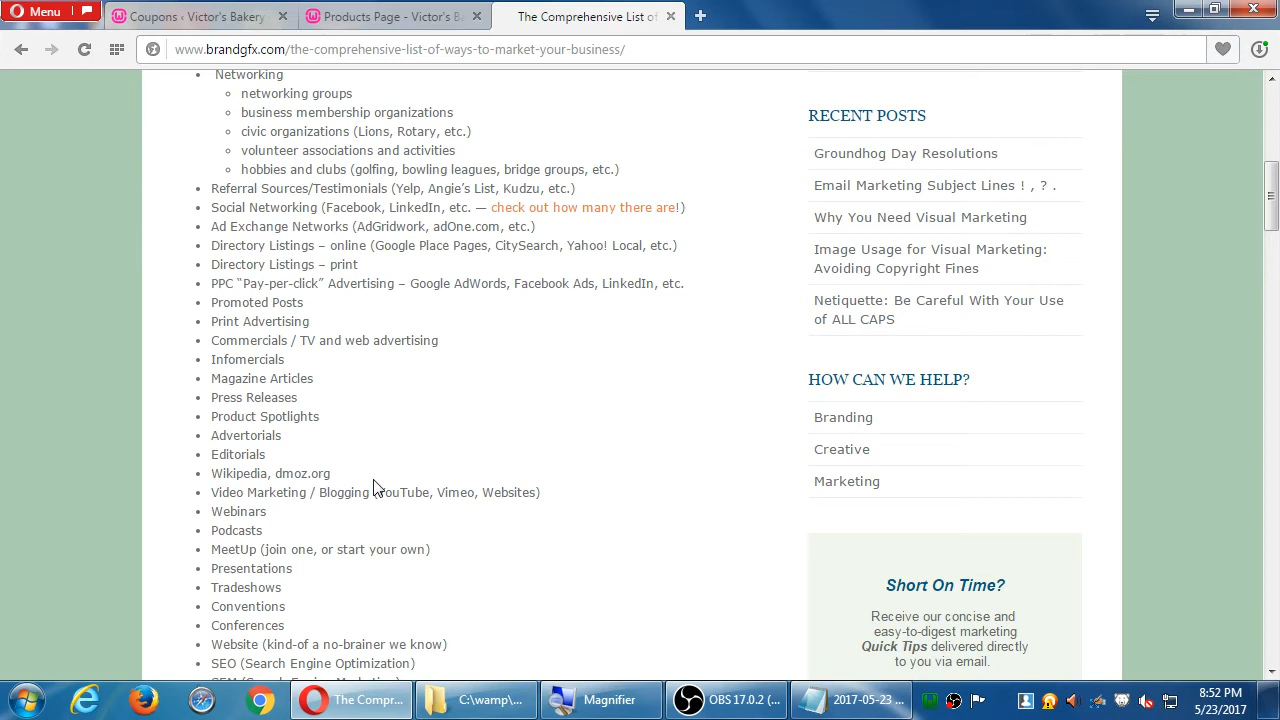 Menu
Coupons ‹ Victor's Bakery
Products Page - Victor's B
The Comprehensive List of
www.brandgfx.com/the-comprehensive-list-of-ways-to-market-your-business/
Networking
networking groups
business membership organizations
civic organizations (Lions, Rotary, etc.)
volunteer associations and activities
hobbies and clubs (golfing, bowling leagues, bridge groups, etc.)
Referral Sources/Testimonials (Yelp, Angie's List, Kudzu, etc.)
Social Networking (Facebook, LinkedIn, etc. — check out how many there are!)
Ad Exchange Networks (AdGridwork, adOne.com, etc.)
Directory Listings – online (Google Place Pages, CitySearch, Yahoo! Local, etc.)
Directory Listings – print
PPC “Pay-per-click” Advertising – Google AdWords, Facebook Ads, LinkedIn, etc.
Promoted Posts
Print Advertising
Commercials / TV and web advertising
Infomercials
Magazine Articles
Press Releases
Product Spotlights
Advertorials
Editorials
Wikipedia, dmoz.org
Video Marketing / Blogging YouTube, Vimeo, Websites)
Webinars
Podcasts
MeetUp (join one, or start your own)
Presentations
Tradeshows
Conventions
Conferences
Website (kind-of a no-brainer we know)
SEO (Search Engine Optimization)
RECENT POSTS
Groundhog Day Resolutions
Email Marketing Subject Lines ! , ? .
Why You Need Visual Marketing
Image Usage for Visual Marketing:
Avoiding Copyright Fines
Netiquette: Be Careful With Your Use
of ALL CAPS
HOW CAN WE HELP?
Branding
Creative
Marketing
Short On Time?
Receive our concise and
easy-to-digest marketing
Quick Tips delivered directly
to you via email.
The Compr...
C:\wamp\...
Magnifier
OBS 17.0.2 (...
2017-05-23 ...
8:52 PM
5/23/2017